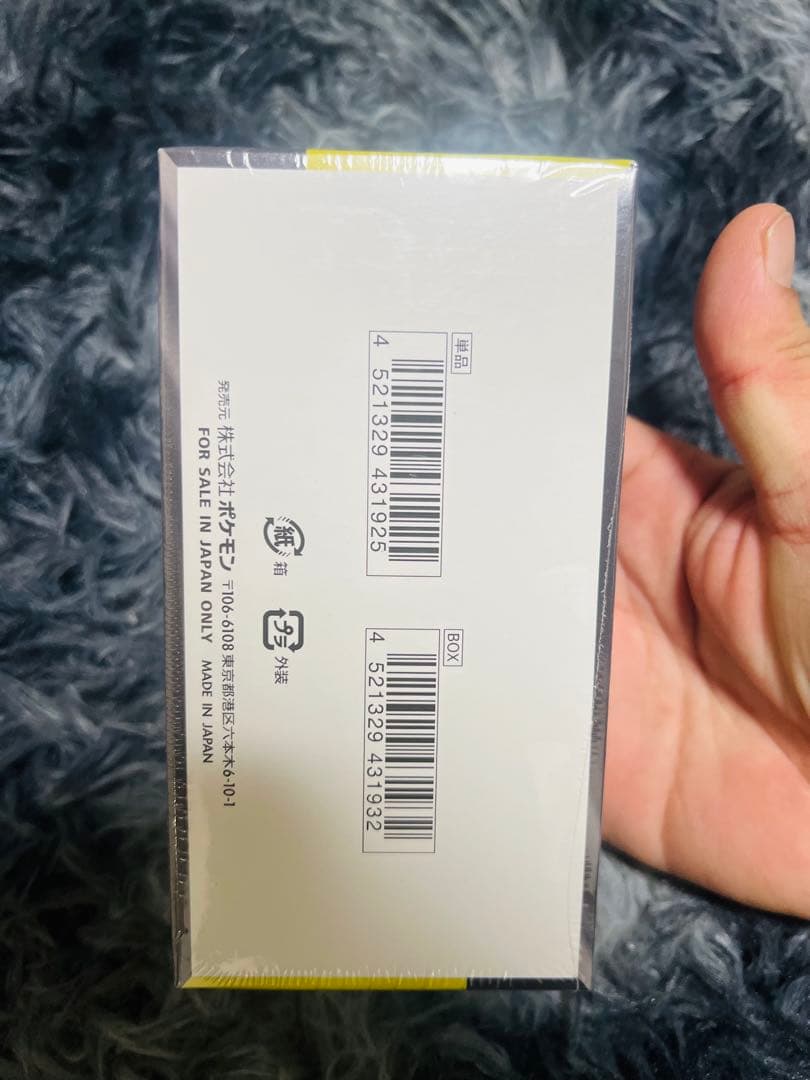 単品
4 521329 431925
BOX
4 521329 431932
紙 箱
プラ 外装
発売元 株式会社 ポケモン 〒106-6108 東京都港区六本木6-10-1
FOR SALE IN JAPAN ONLY MADE IN JAPAN